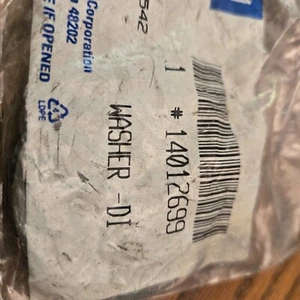 542
Corporation
48202
E IF OPENED
LDPE
1 # 14012699
WASHER -DI